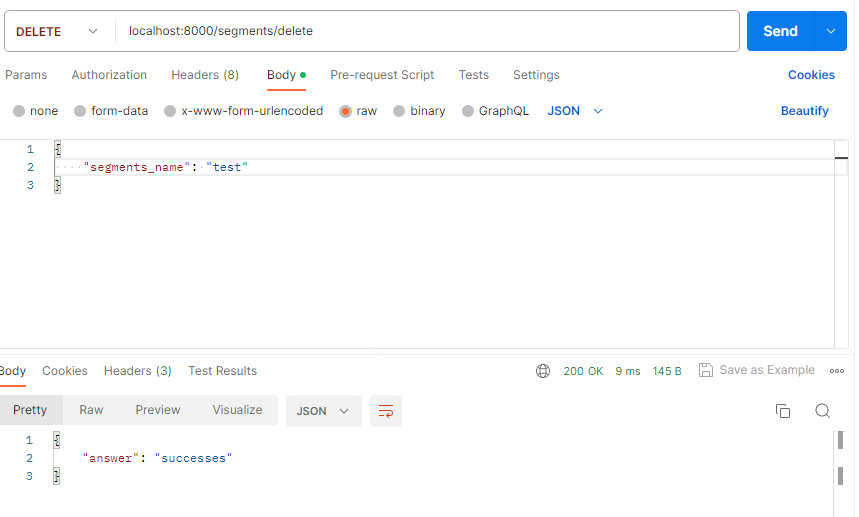 DELETE localhost:8000/segments/delete Send
Params Authorization Headers (8) Body Pre-request Script Tests Settings Cookies
none form-data x-www-form-urlencoded raw binary GraphQL JSON Beautify
1 {
2 "segments_name": "test"
3 }
Body Cookies Headers (3) Test Results 200 OK 9 ms 145 B Save as Example
Pretty Raw Preview Visualize JSON
1 {
2 "answer": "successes"
3 }